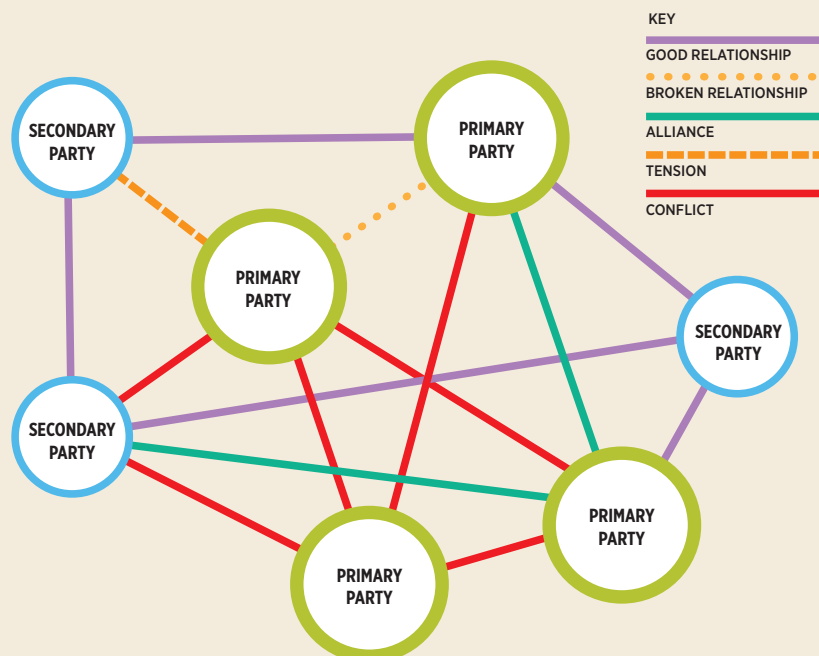 KEY
GOOD RELATIONSHIP
BROKEN RELATIONSHIP
ALLIANCE
TENSION
CONFLICT
SECONDARY
PARTY
PRIMARY
PARTY
PRIMARY
PARTY
SECONDARY
PARTY
SECONDARY
PARTY
PRIMARY
PARTY
PRIMARY
PARTY